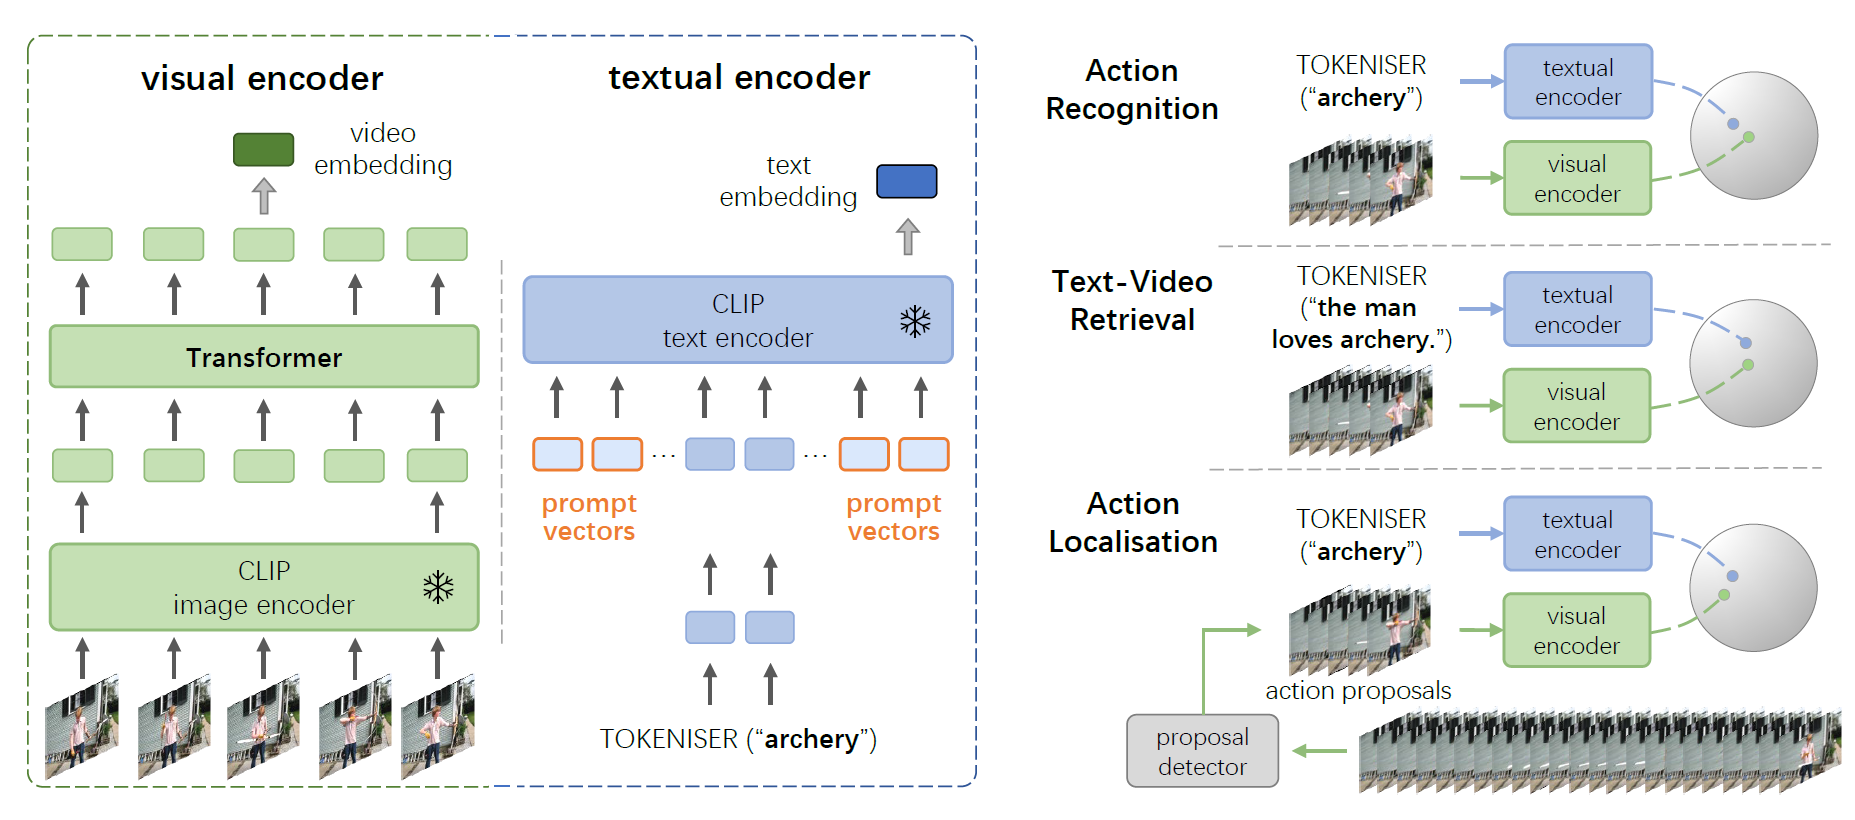 visual encoder
video
embedding
Transformer
CLIP
image encoder
textual encoder
text
embedding
CLIP
text encoder
... ...
prompt
vectors
prompt
vectors
TOKENISER (“archery”)
Action
Recognition
TOKENISER
(“archery”)
textual
encoder
visual
encoder
Text-Video
Retrieval
TOKENISER
(“the man
loves archery.”)
textual
encoder
visual
encoder
Action
Localisation
TOKENISER
(“archery”)
textual
encoder
visual
encoder
action proposals
proposal
detector